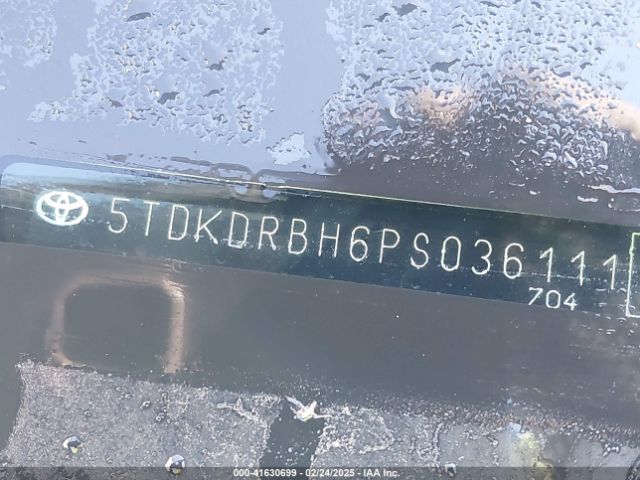 5TDKDRBH6PS036111
704
000-41630699 - 02/24/2025 - IAA Inc.